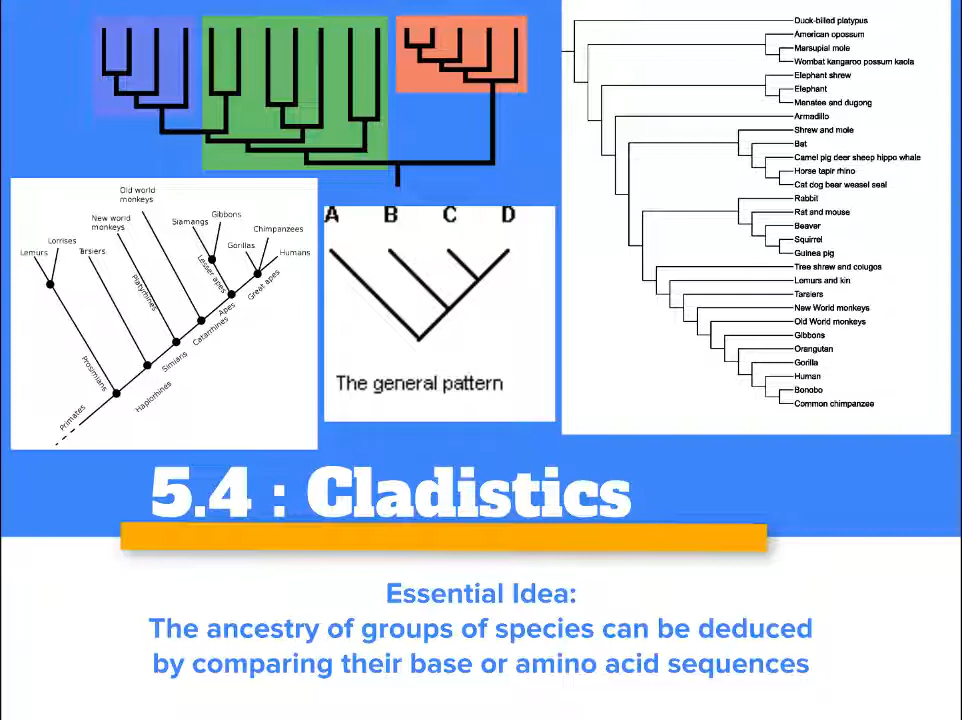 Duck-billed platypus
American opossum
Marsupial mole
Wombat kangaroo possum kaola
Elephant shrew
Elephant
Manatee and dugong
Armadillo
Shrew and mole
Bat
Camel pig deer sheep hippo whale
Horse tapir rhino
Cat dog bear weasel seal
Rabbit
Rat and mouse
Beaver
Squirrel
Guinea pig
Tree shrew and colugos
Lemurs and kin
Tarsiers
New World monkeys
Old World monkeys
Gibbons
Orangutan
Gorilla
Human
Bonobo
Common chimpanzee
Old world
monkeys
New world
monkeys
Gibbons
Siamangs
Chimpanzees
Lorrises
Gorillas
Lemurs
Tarsiers
Humans
Lesser apes
Great apes
Platyrhines
Apes
Catarrhines
Simians
Prosimians
Haplorhines
Primates
A B C D
The general pattern
5.4 : Cladistics
Essential Idea:
The ancestry of groups of species can be deduced
by comparing their base or amino acid sequences